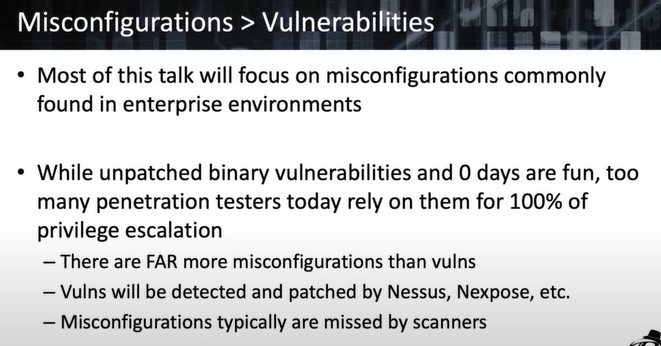 Misconfigurations > Vulnerabilities
• Most of this talk will focus on misconfigurations commonly
found in enterprise environments
• While unpatched binary vulnerabilities and 0 days are fun, too
many penetration testers today rely on them for 100% of
privilege escalation
– There are FAR more misconfigurations than vulns
– Vulns will be detected and patched by Nessus, Nexpose, etc.
– Misconfigurations typically are missed by scanners